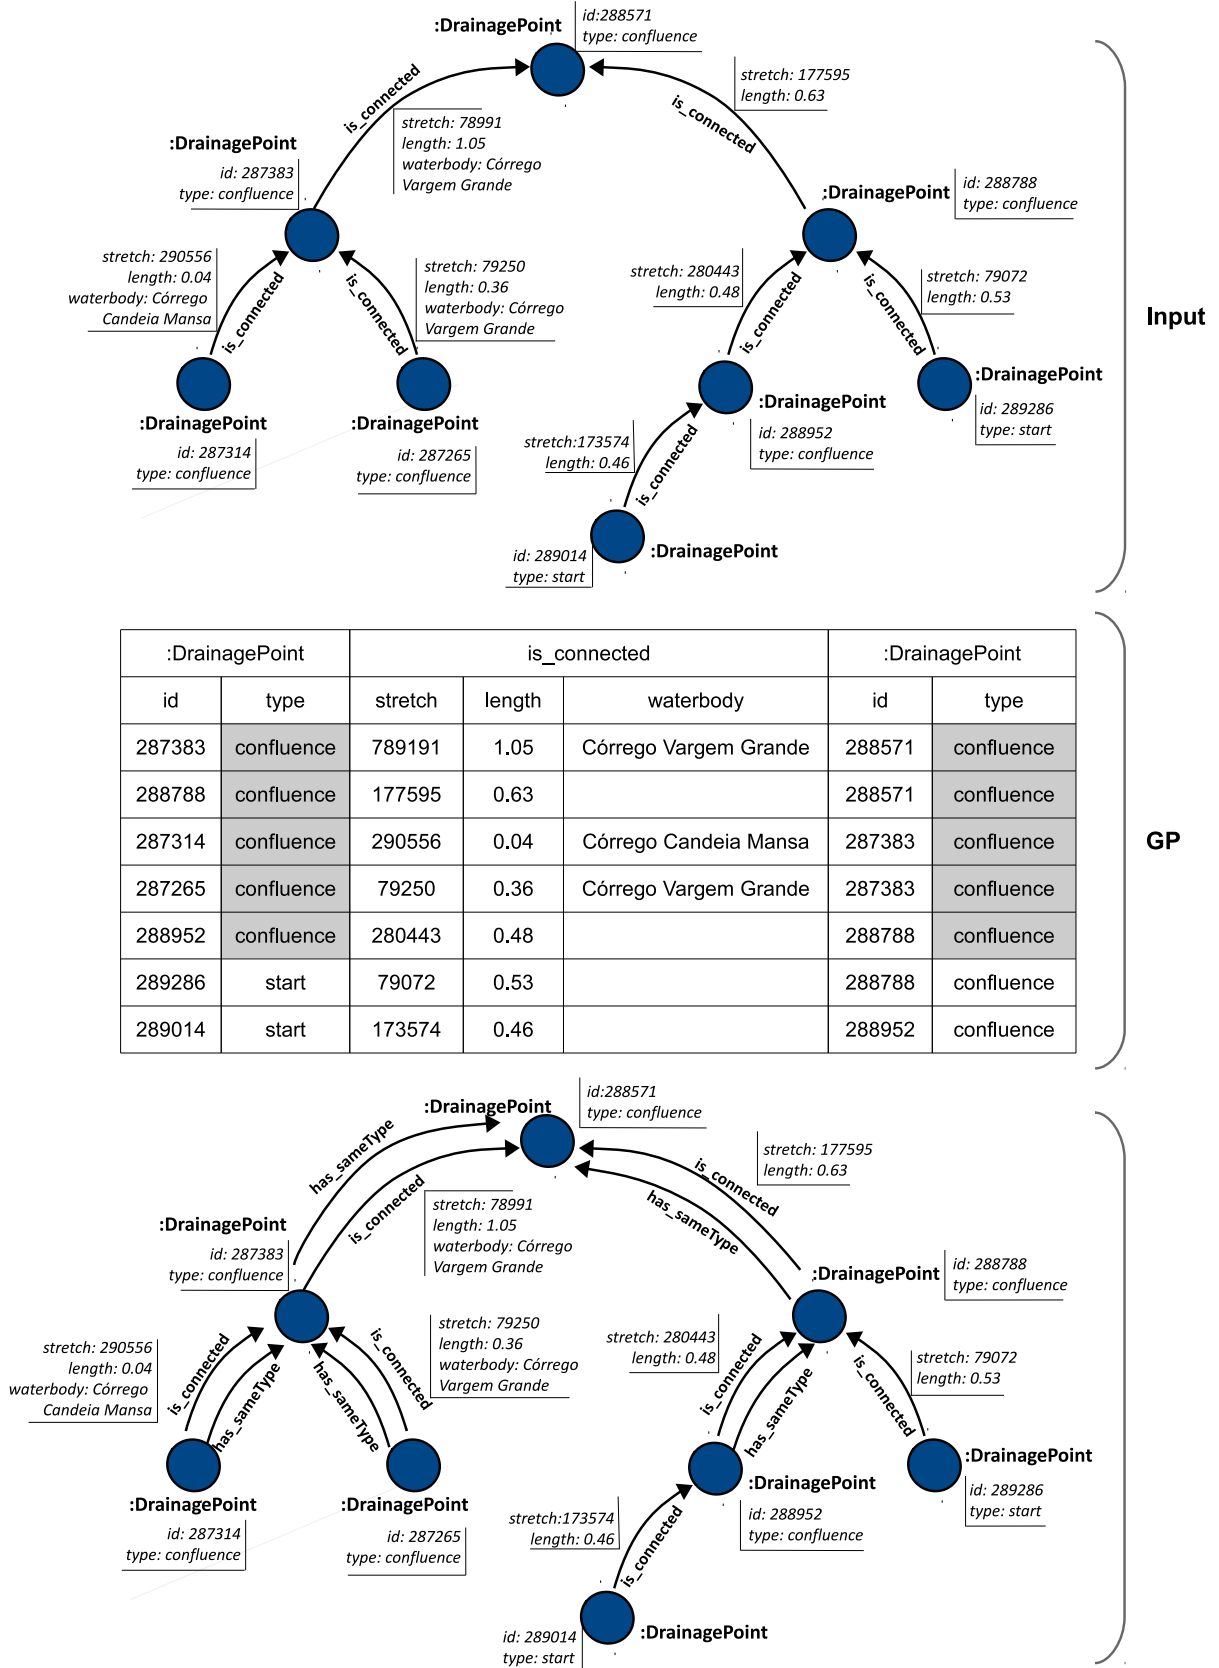 :DrainagePoint
id:288571
type: confluence
is_connected
stretch: 177595
length: 0.63
is_connected
stretch: 78991
length: 1.05
waterbody: Córrego
Vargem Grande
:DrainagePoint
id: 287383
type: confluence
:DrainagePoint
id: 288788
type: confluence
stretch: 290556
length: 0.04
waterbody: Córrego
Candeia Mansa
is_connected
is_connected
stretch: 79250
length: 0.36
waterbody: Córrego
Vargem Grande
stretch: 280443
length: 0.48
is_connected
is_connected
stretch: 79072
length: 0.53
Input
:DrainagePoint
id: 287314
type: confluence
:DrainagePoint
id: 287265
type: confluence
:DrainagePoint
id: 288952
type: confluence
:DrainagePoint
id: 289286
type: start
stretch:173574
length: 0.46
is_connected
id: 289014
type: start
:DrainagePoint
:DrainagePoint is_connected :DrainagePoint
id type stretch length waterbody id type
287383 confluence 789191 1.05 Córrego Vargem Grande 288571 confluence
288788 confluence 177595 0.63 288571 confluence
287314 confluence 290556 0.04 Córrego Candeia Mansa 287383 confluence
287265 confluence 79250 0.36 Córrego Vargem Grande 287383 confluence
288952 confluence 280443 0.48 288788 confluence
289286 start 79072 0.53 288788 confluence
289014 start 173574 0.46 288952 confluence
GP
:DrainagePoint
id:288571
type: confluence
has_sameType
is_connected
is_connected
has_sameType
stretch: 177595
length: 0.63
stretch: 78991
length: 1.05
waterbody: Córrego
Vargem Grande
:DrainagePoint
id: 287383
type: confluence
:DrainagePoint
id: 288788
type: confluence
stretch: 290556
length: 0.04
waterbody: Córrego
Candeia Mansa
is_connected
has_sameType
has_sameType
is_connected
stretch: 79250
length: 0.36
waterbody: Córrego
Vargem Grande
stretch: 280443
length: 0.48
is_connected
has_sameType
is_connected
stretch: 79072
length: 0.53
:DrainagePoint
id: 287314
type: confluence
:DrainagePoint
id: 287265
type: confluence
:DrainagePoint
id: 288952
type: confluence
:DrainagePoint
id: 289286
type: start
stretch:173574
length: 0.46
is_connected
id: 289014
type: start
:DrainagePoint